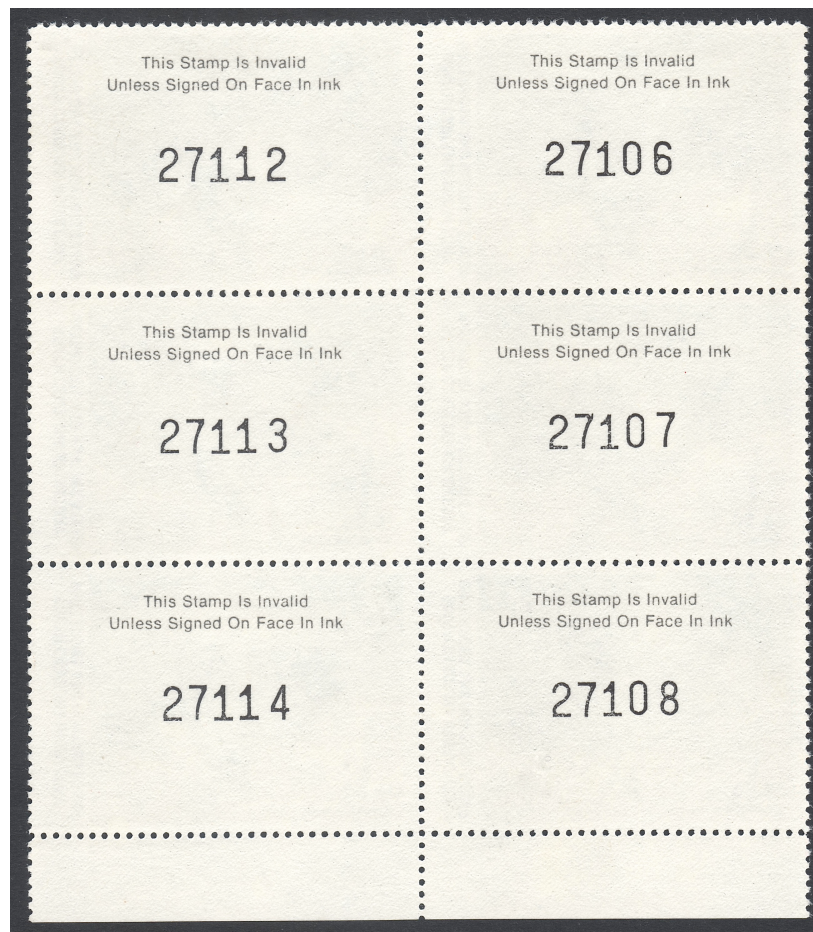 This Stamp Is Invalid
Unless Signed On Face In Ink
27112
This Stamp Is Invalid
Unless Signed On Face In Ink
27106
This Stamp Is Invalid
Unless Signed On Face In Ink
27113
This Stamp Is Invalid
Unless Signed On Face In Ink
27107
This Stamp Is Invalid
Unless Signed On Face In Ink
27114
This Stamp Is Invalid
Unless Signed On Face In Ink
27108